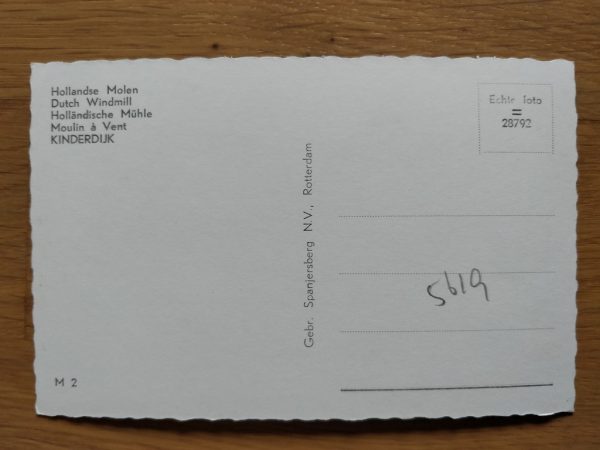 Hollandse Molen
Dutch Windmill
Holländische Mühle
Moulin à Vent
KINDERDIJK
Echte foto
=
28792
Gebr. Spanjersberg N.V., Rotterdam
5619
M 2